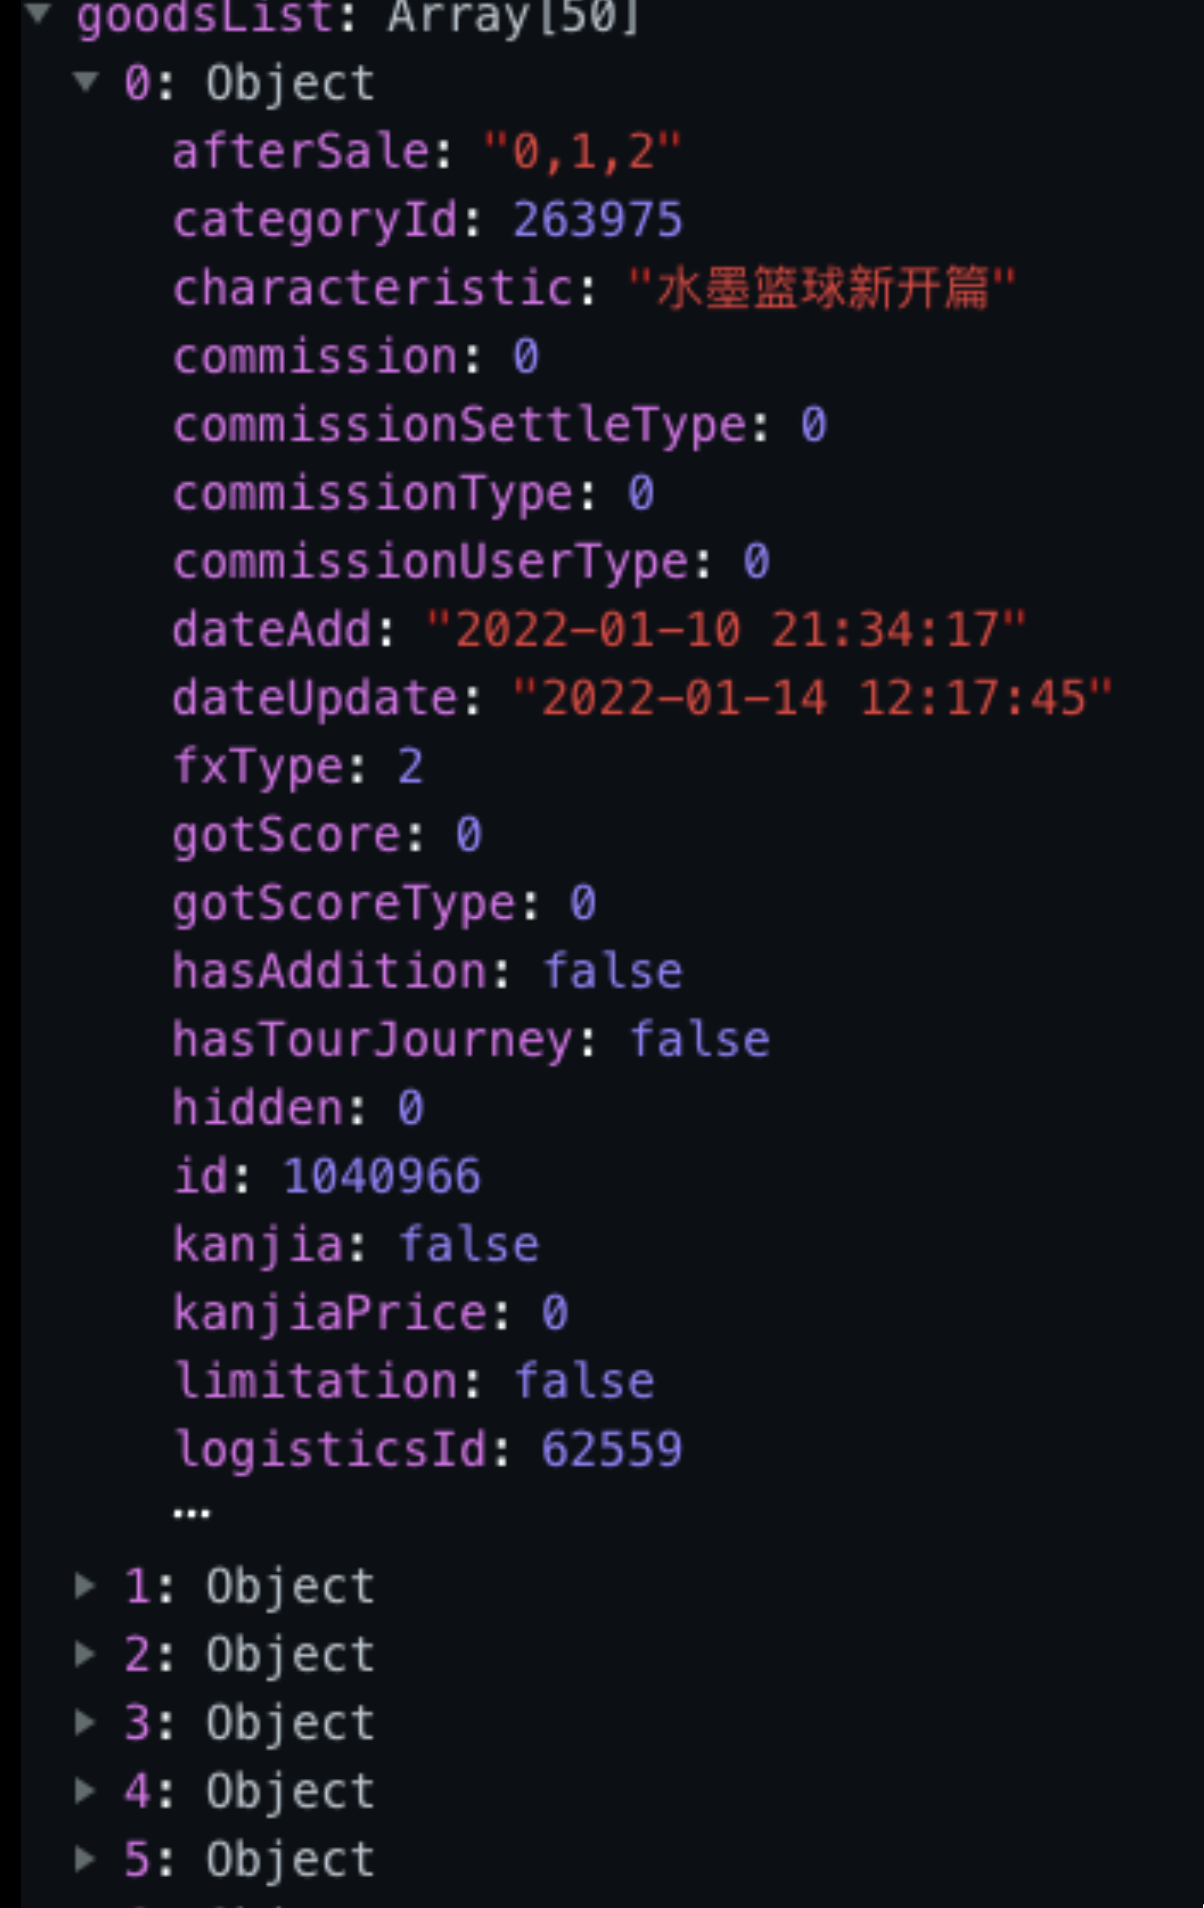 goodsList: Array[50]
0: Object
afterSale: "0,1,2"
categoryId: 263975
characteristic: "水墨篮球新开篇"
commission: 0
commissionSettleType: 0
commissionType: 0
commissionUserType: 0
dateAdd: "2022-01-10 21:34:17"
dateUpdate: "2022-01-14 12:17:45"
fxType: 2
gotScore: 0
gotScoreType: 0
hasAddition: false
hasTourJourney: false
hidden: 0
id: 1040966
kanjia: false
kanjiaPrice: 0
limitation: false
logisticsId: 62559
…
1: Object
2: Object
3: Object
4: Object
5: Object